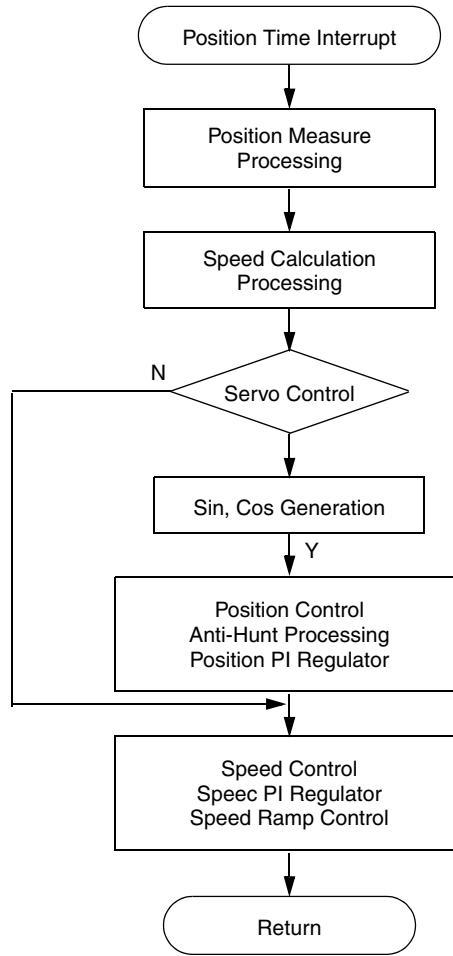 Position Time Interrupt
Position Measure
Processing
Speed Calculation
Processing
N
Servo Control
Sin, Cos Generation
Y
Position Control
Anti-Hunt Processing
Position PI Regulator
Speed Control
Speec PI Regulator
Speed Ramp Control
Return